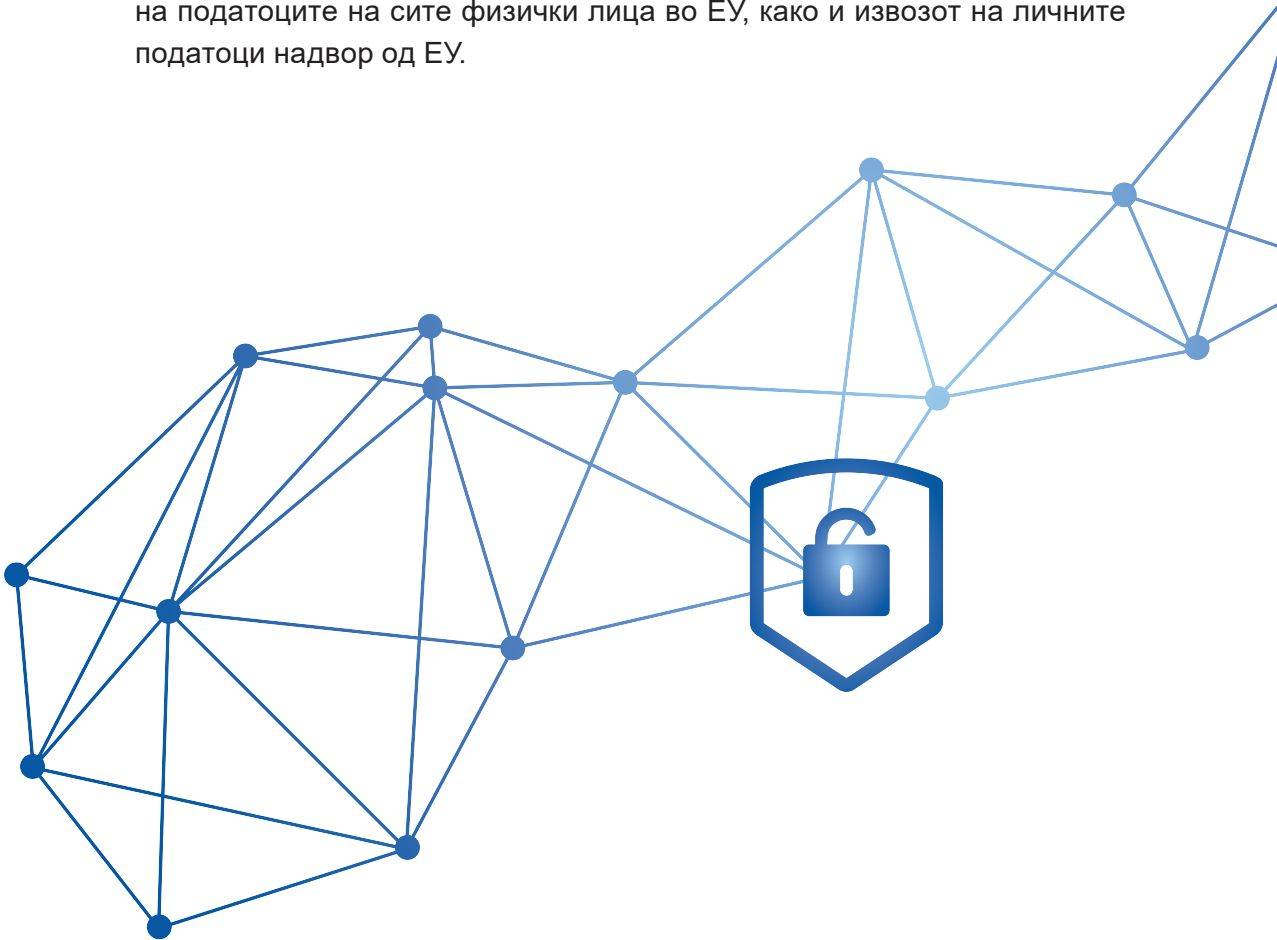 на податоците на сите физички лица во ЕУ, како и извозот на личните
податоци надвор од ЕУ.